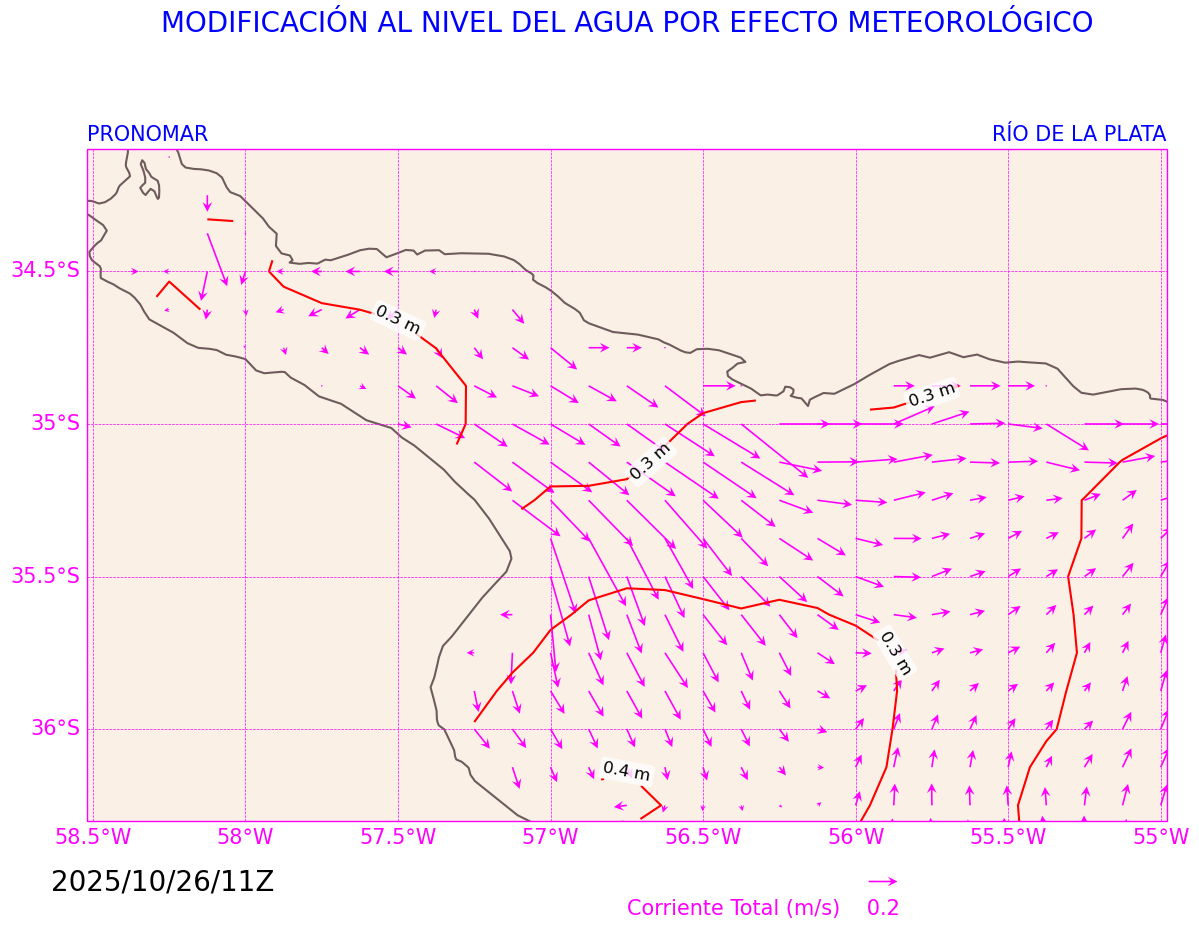 MODIFICACIÓN AL NIVEL DEL AGUA POR EFECTO METEOROLÓGICO
PRONOMAR RÍO DE LA PLATA
34.5°S
0.3 m
0.3 m
35°S
0.3 m
35.5°S
0.3 m
36°S
0.4 m
58.5°W 58°W 57.5°W 57°W 56.5°W 56°W 55.5°W 55°W
2025/10/26/11Z
Corriente Total (m/s) 0.2